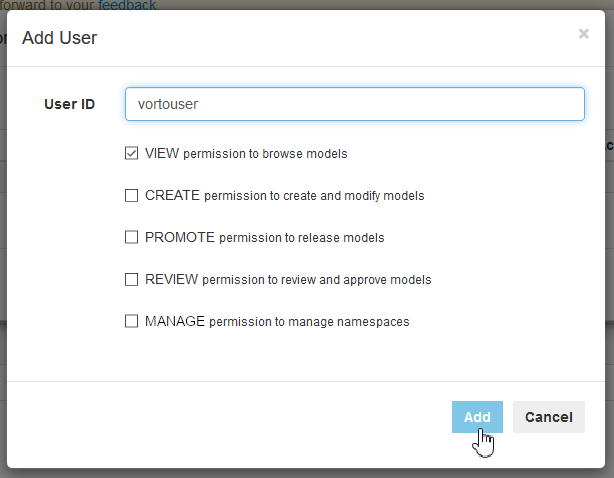 forward to your feedback.
Add User
×
User ID
vortouser
VIEW permission to browse models
CREATE permission to create and modify models
PROMOTE permission to release models
REVIEW permission to review and approve models
MANAGE permission to manage namespaces
Add
Cancel